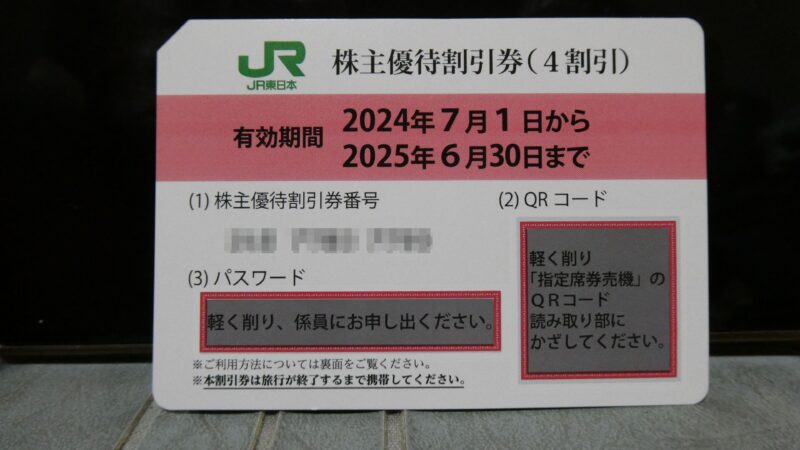 JR
JR東日本
株主優待割引券(4割引)
有効期間
2024年7月1日から
2025年6月30日まで
(1) 株主優待割引券番号
(2) QRコード
(3) パスワード
軽く削り、係員にお申し出ください。
軽く削り
「指定席券売機」の
QRコード
読み取り部に
かざしてください。
※ご利用方法については裏面をご覧ください。
※本割引券は旅行が終了するまで携帯してください。